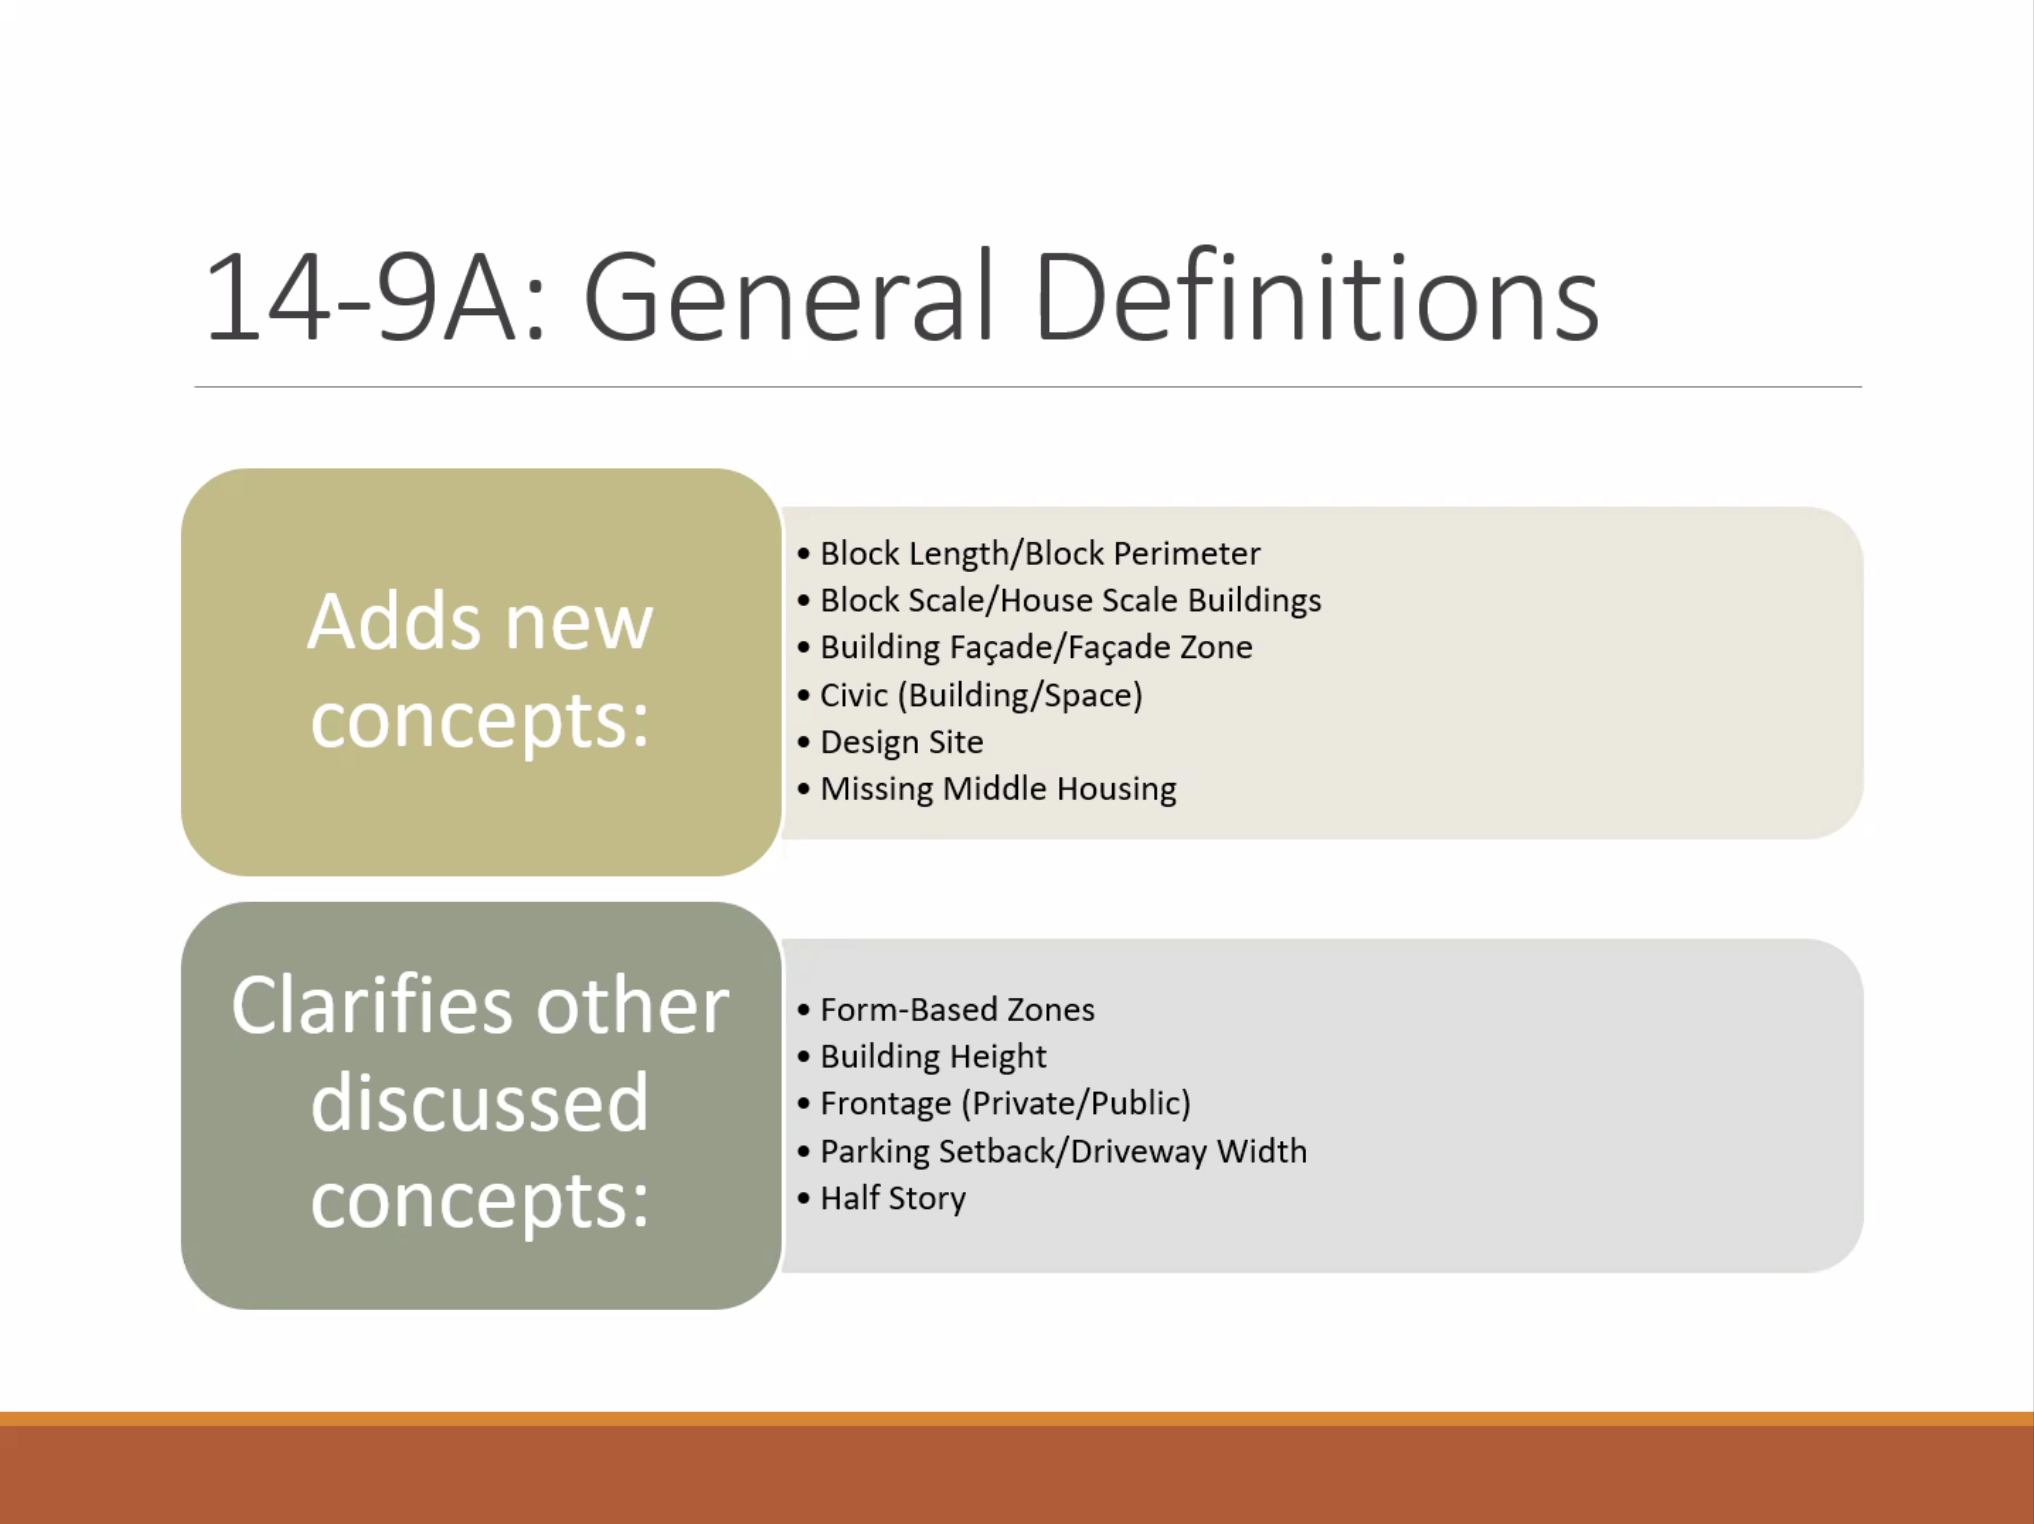 14-9A: General Definitions
Adds new
concepts:
• Block Length/Block Perimeter
• Block Scale/House Scale Buildings
• Building Façade/Façade Zone
• Civic (Building/Space)
• Design Site
• Missing Middle Housing
Clarifies other
discussed
concepts:
• Form-Based Zones
• Building Height
• Frontage (Private/Public)
• Parking Setback/Driveway Width
• Half Story